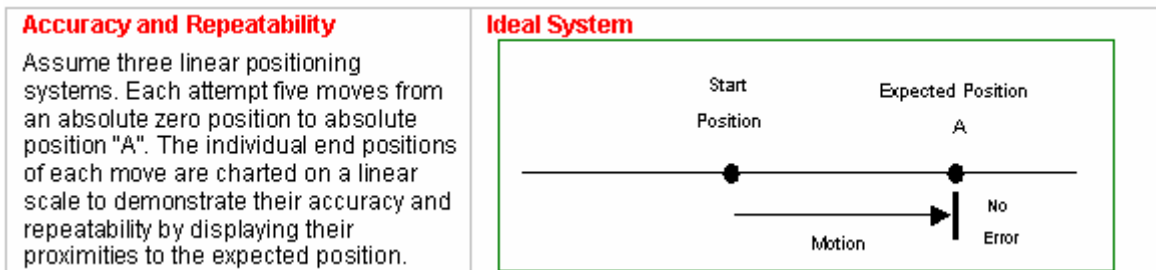 Accuracy and Repeatability
Assume three linear positioning
systems. Each attempt five moves from
an absolute zero position to absolute
position "A". The individual end positions
of each move are charted on a linear
scale to demonstrate their accuracy and
repeatability by displaying their
proximities to the expected position.
Ideal System
Start
Position
Expected Position
A
Motion
No
Error